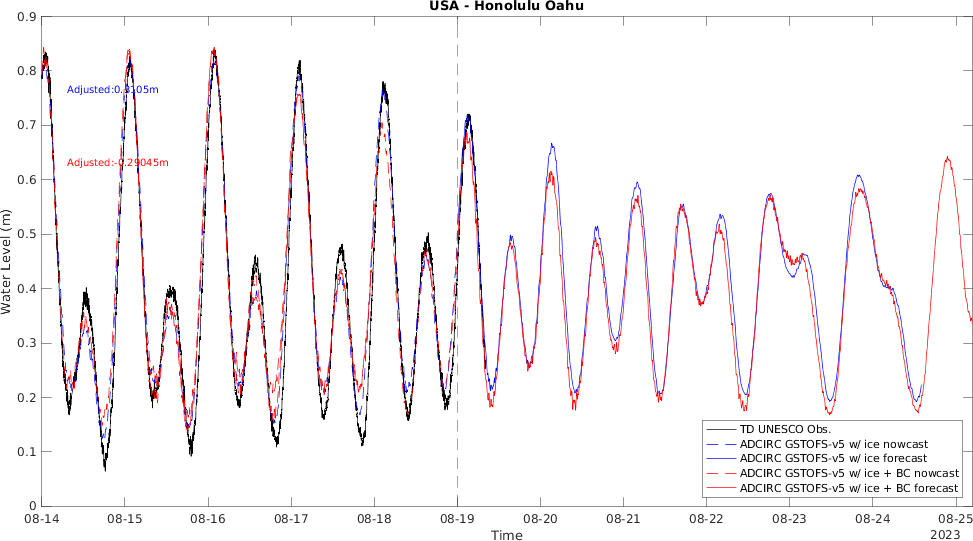 USA - Honolulu Oahu
0.9
0.8
0.7
0.6
0.5
0.4
0.3
0.2
0.1
0
Water Level (m)
Adjusted:-0.29045m
TD UNESCO Obs.
ADCIRC GSTOFS-v5 w/ ice nowcast
ADCIRC GSTOFS-v5 w/ ice forecast
ADCIRC GSTOFS-v5 w/ ice + BC nowcast
ADCIRC GSTOFS-v5 w/ ice + BC forecast
08-14 08-15 08-16 08-17 08-18 08-19 08-20 08-21 08-22 08-23 08-24 08-25
Time
2023